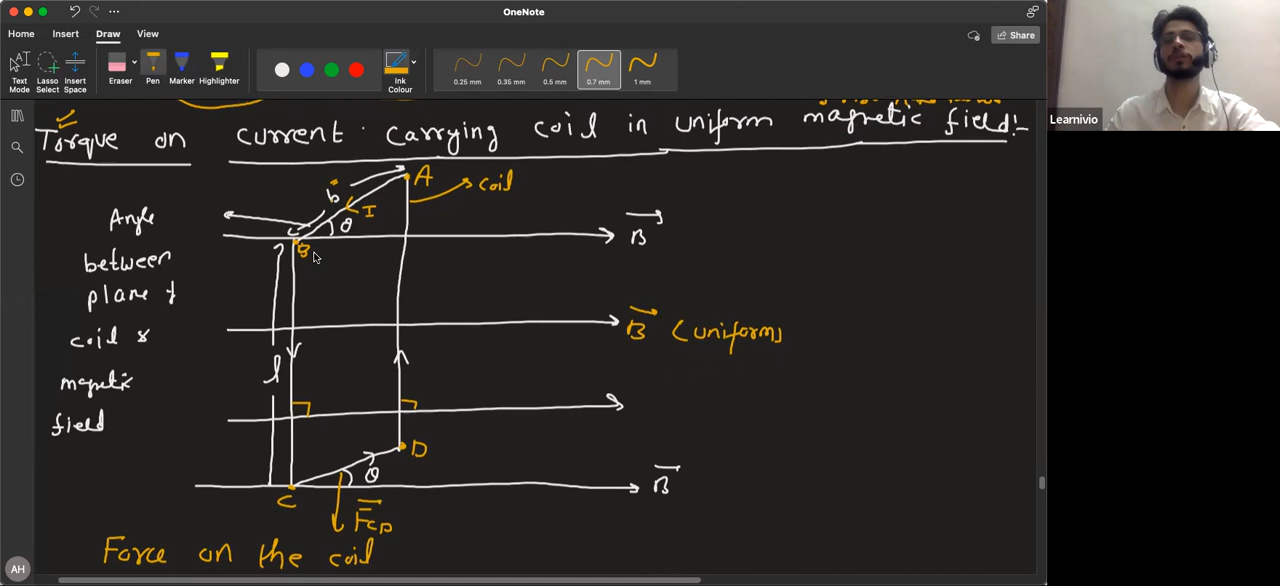 OneNote
Home Insert Draw View
Share
Text Mode
Lasso Select
Insert Space
Eraser
Pen
Marker
Highlighter
Ink Colour
0.25 mm
0.35 mm
0.5 mm
0.7 mm
1 mm
Learnivio
Torque on current carrying coil in uniform magnetic field:-
A
coil
b
I
θ
B
B
Angle
between
plane of
coil &
magnetic
field
B (uniform)
l
D
θ
C
B
F CD
Force on the coil
AH